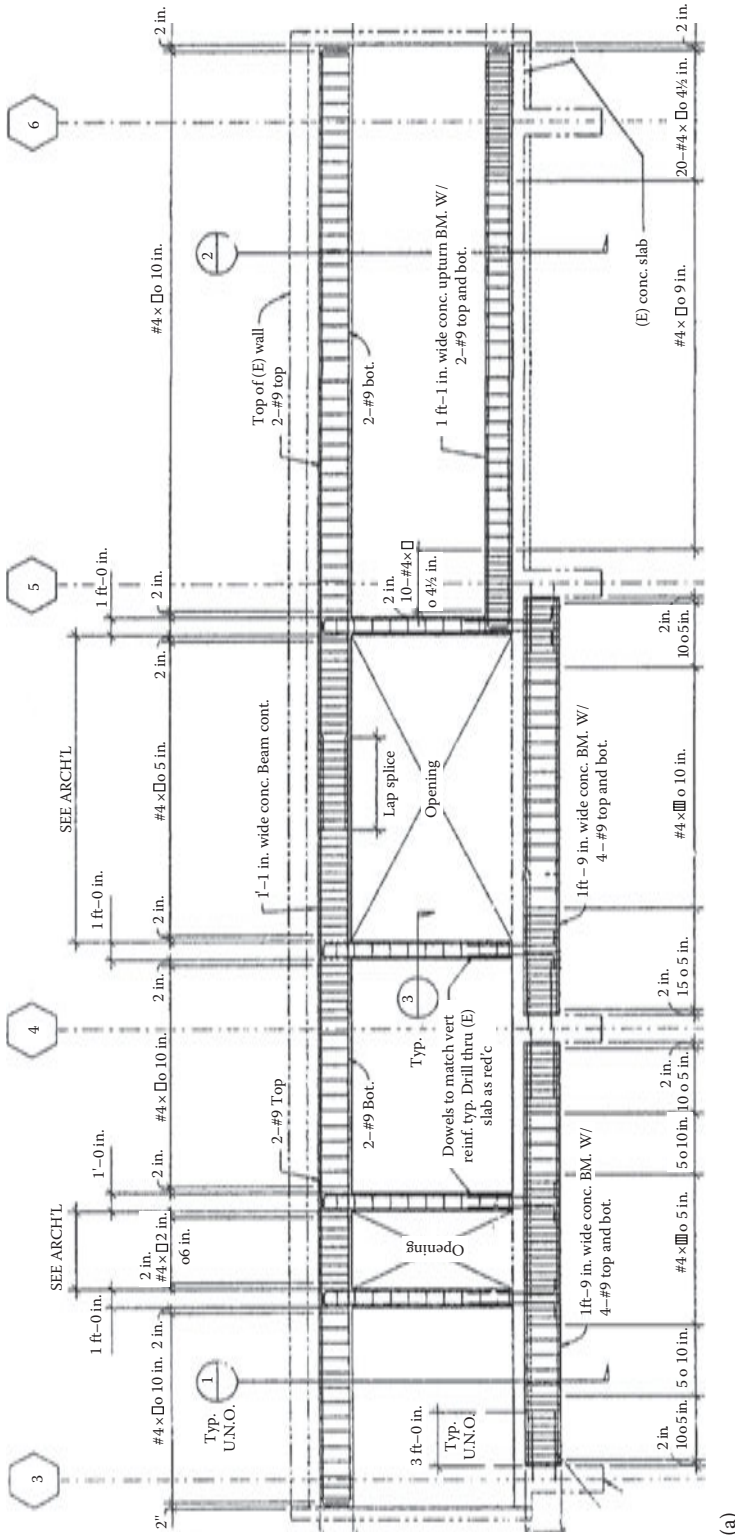 3
4
5
6
SEE ARCH'L
SEE ARCH'L
1 ft–0 in.
1'–0 in.
1 ft–0 in.
1 ft–0 in.
2"
#4 × □o 10 in.
2 in.
2 in.
#4 × □ 2 in.
o6 in.
2 in.
#4 × □o 10 in.
2 in.
2 in.
#4 × □o 5 in.
2 in.
2 in.
#4 × □o 10 in.
2 in.
1
Typ.
U.N.O.
2–#9 Top
1'–1 in. wide conc. Beam cont.
Top of (E) wall
2–#9 top
2
2–#9 Bot.
Lap splice
2–#9 bot.
Opening
Opening
Typ.
3
Dowels to match vert
reinf. typ. Drill thru (E)
slab as red'c
2 in.
10–#4× □
o 4½ in.
1 ft–1 in. wide conc. upturn BM. W/
2–#9 top and bot.
3 ft–0 in.
Typ.
U.N.O.
1ft–9 in. wide conc. BM. W/
4–#9 top and bot.
1ft – 9 in. wide conc. BM. W/
4–#9 top and bot.
(E) conc. slab
2 in.
10 o 5 in.
5 o 10 in.
#4×▥ o 5 in.
5 o 10 in.
10 o 5 in.
2 in.
2 in.
15 o 5 in.
#4×▥ o 10 in.
10 o 5 in.
2in.
#4 × □o 9 in.
20–#4× □o 4½ in.
2 in.
(a)